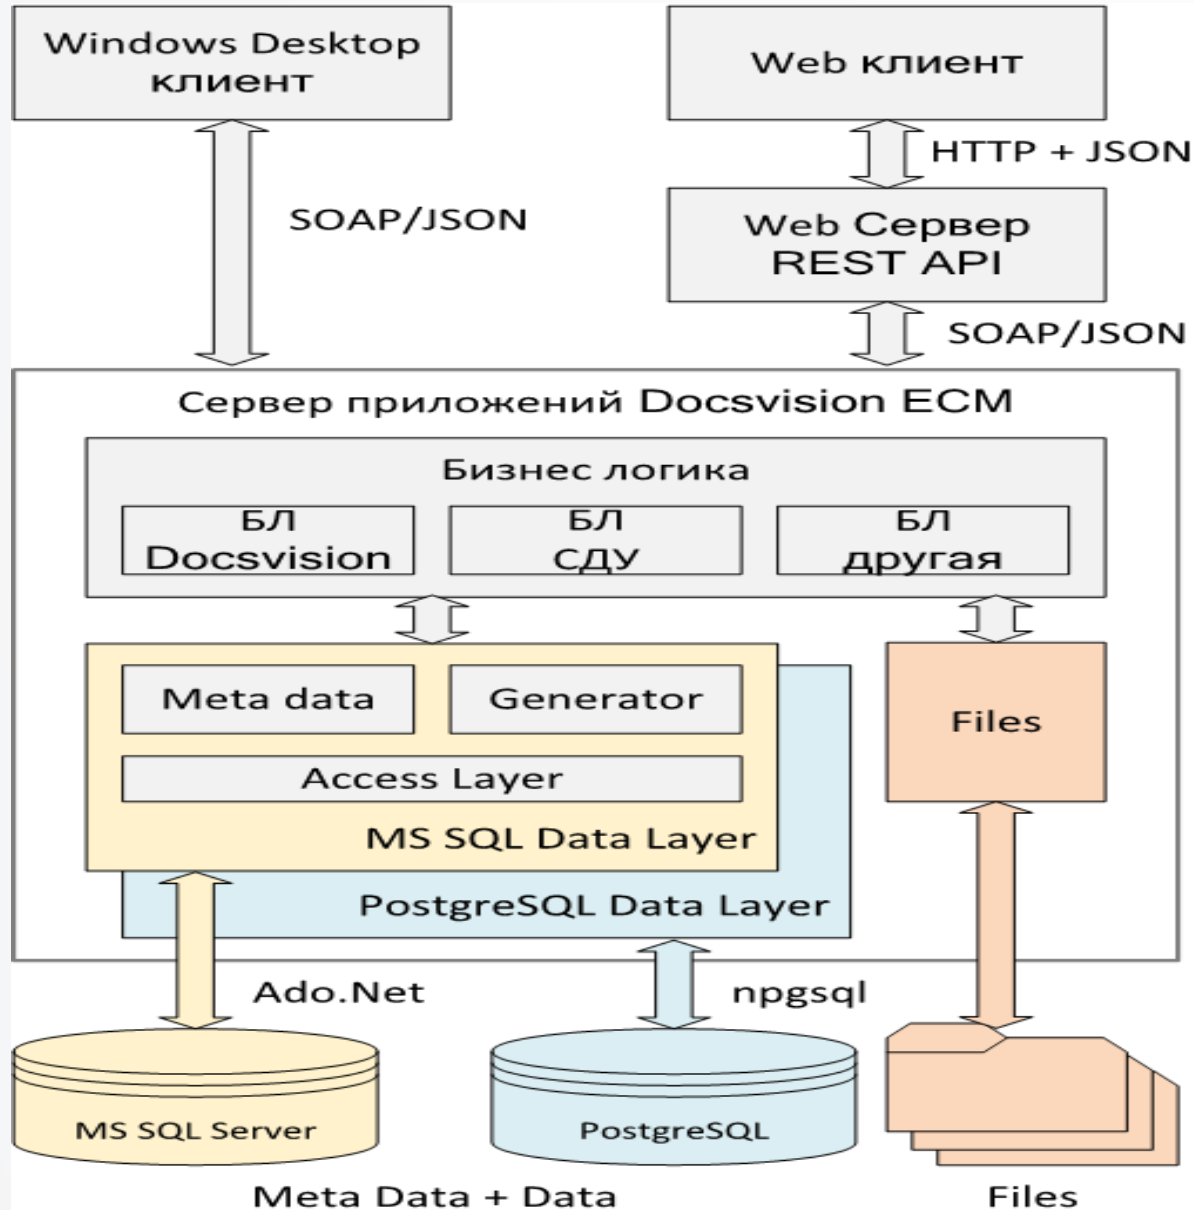 Windows Desktop
клиент
Web клиент
HTTP + JSON
SOAP/JSON
Web Сервер
REST API
SOAP/JSON
Сервер приложений Docsvision ECM
Бизнес логика
БЛ
Docsvision
БЛ
СДУ
БЛ
другая
Meta data
Generator
Files
Access Layer
MS SQL Data Layer
PostgreSQL Data Layer
Ado.Net
npgsql
MS SQL Server
PostgreSQL
Meta Data + Data
Files